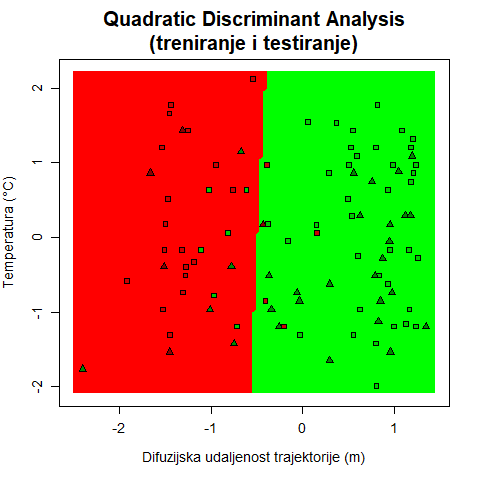 Quadratic Discriminant Analysis
(treniranje i testiranje)
2
1
0
-1
-2
Temperatura (°C)
-2
-1
0
1
Difuzijska udaljenost trajektorije (m)